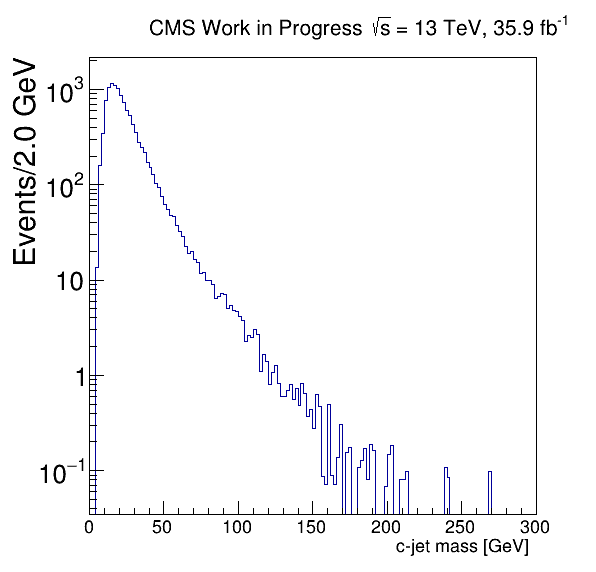 CMS Work in Progress √s = 13 TeV, 35.9 fb⁻¹
Events/2.0 GeV
10³
10²
10
1
10⁻¹
0 50 100 150 200 250 300
c-jet mass [GeV]